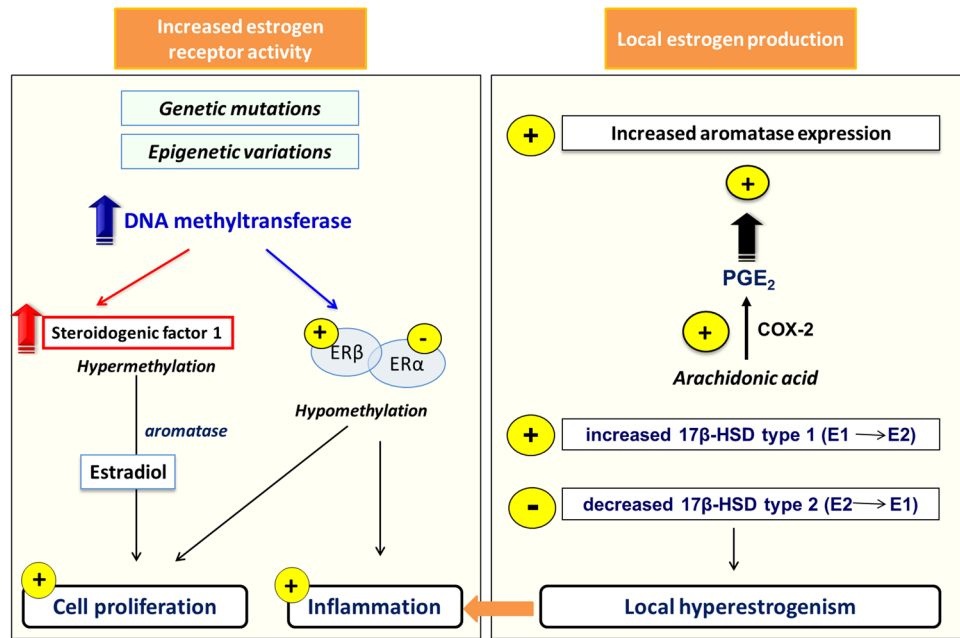 Increased estrogen
receptor activity
Genetic mutations
Epigenetic variations
DNA methyltransferase
Steroidogenic factor 1
Hypermethylation
aromatase
Estradiol
+
ERβ
-
ERα
Hypomethylation
+
Cell proliferation
+
Inflammation
Local estrogen production
+
Increased aromatase expression
+
PGE₂
+
COX-2
Arachidonic acid
+
increased 17β-HSD type 1 (E1 → E2)
-
decreased 17β-HSD type 2 (E2 → E1)
Local hyperestrogenism